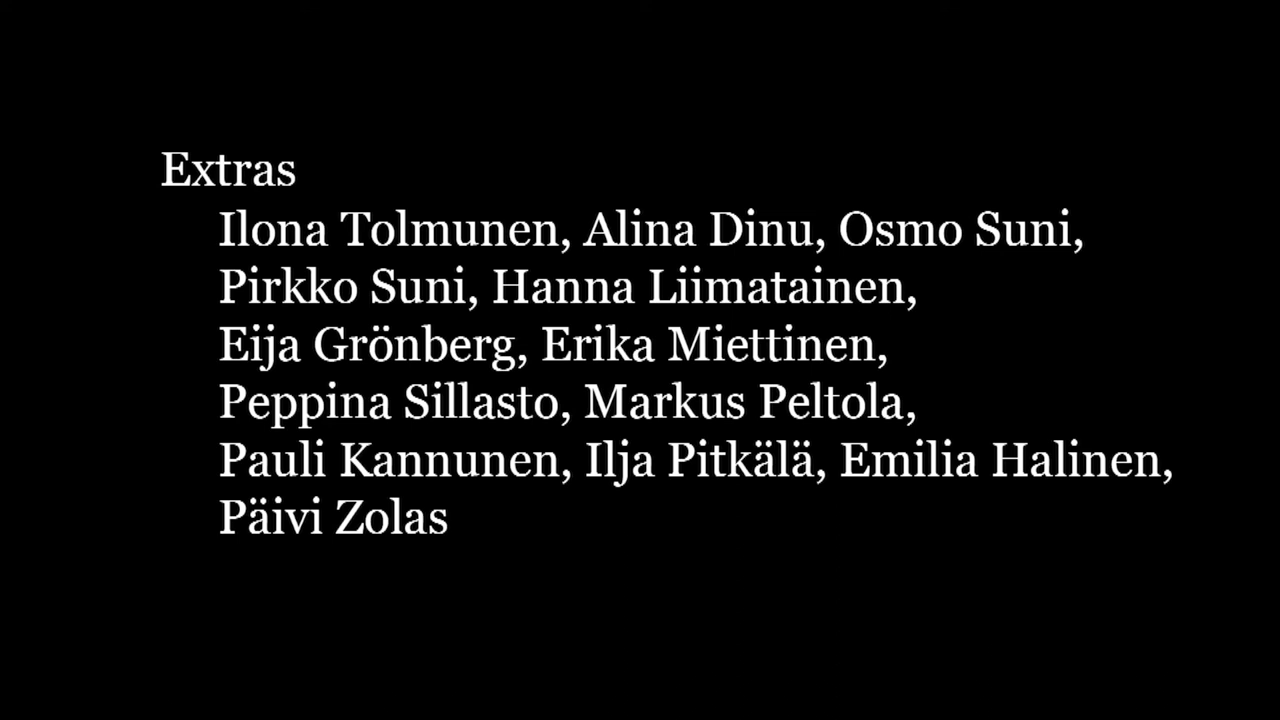 Extras
Ilona Tolmunen, Alina Dinu, Osmo Suni,
Pirkko Suni, Hanna Liimatainen,
Eija Grönberg, Erika Miettinen,
Peppina Sillasto, Markus Peltola,
Pauli Kannunen, Ilja Pitkälä, Emilia Halinen,
Päivi Zolas